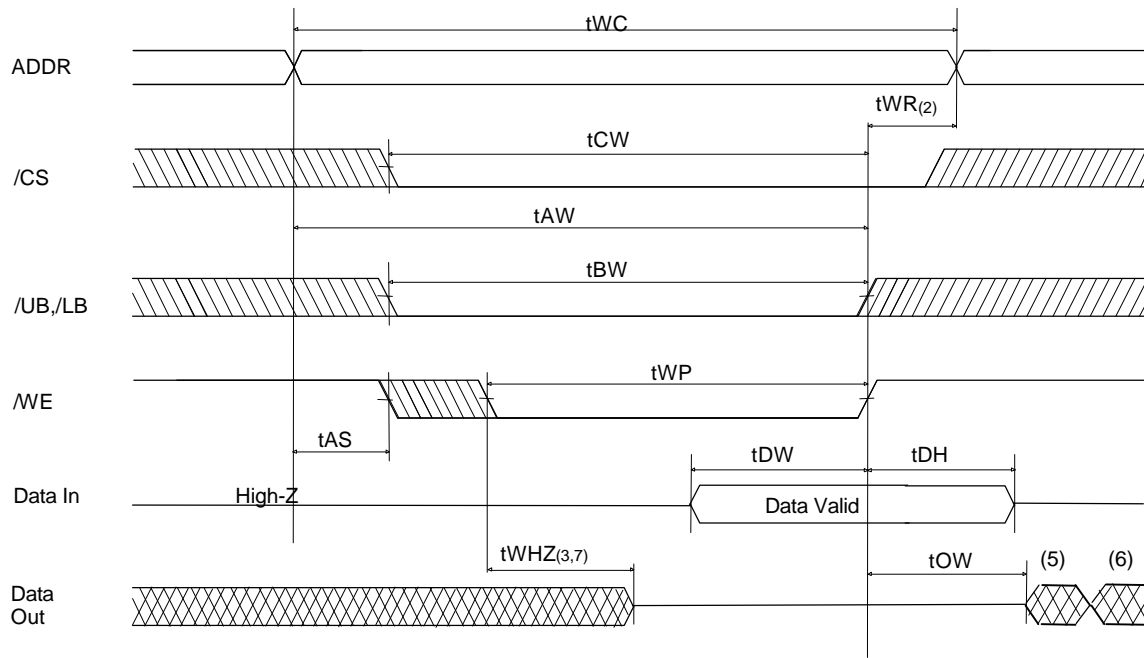 tWC
ADDR
tWR(2)
tCW
/CS
tAW
tBW
/UB,/LB
tWP
/WE
tAS
tDW
tDH
Data In
High-Z
Data Valid
tWHZ(3,7)
tOW
(5)
(6)
Data
Out